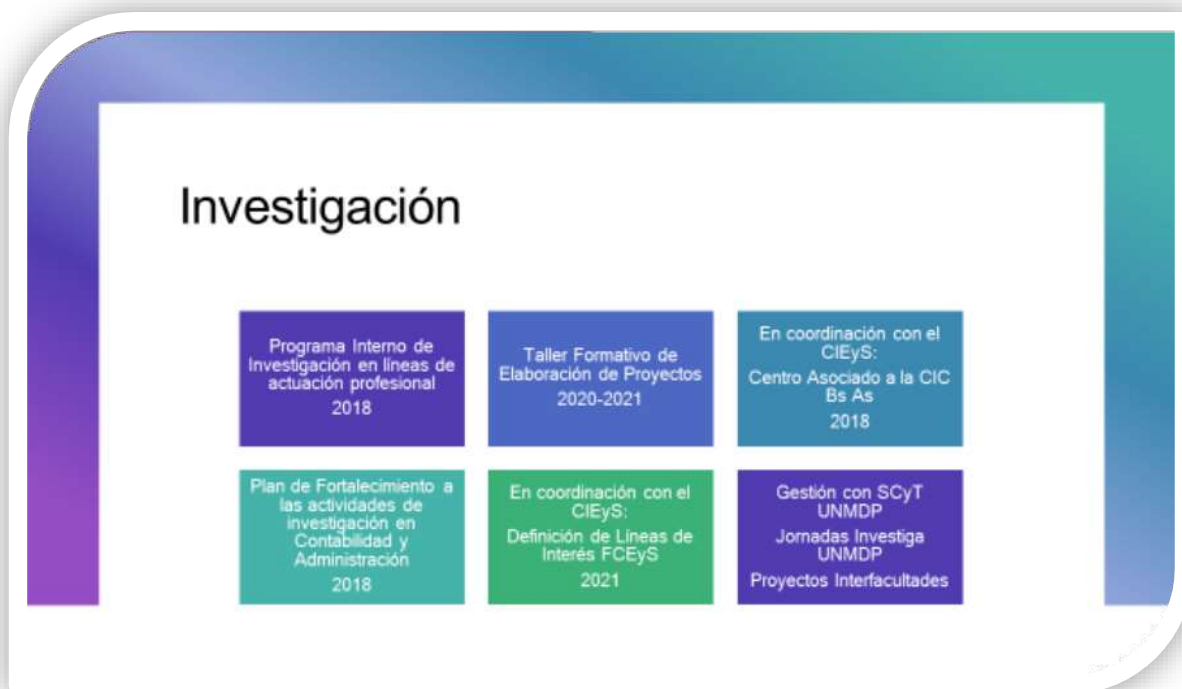 Investigación
Programa Interno de
Investigación en líneas de
actuación profesional
2018
Taller Formativo de
Elaboración de Proyectos
2020-2021
En coordinación con el
CIEyS:
Centro Asociado a la CIC
Bs As
2018
Plan de Fortalecimiento a
las actividades de
investigación en
Contabilidad y
Administración
2018
En coordinación con el
CIEyS:
Definición de Líneas de
Interés FCEyS
2021
Gestión con SCyT
UNMDP
Jornadas Investiga
UNMDP
Proyectos Interfacultades